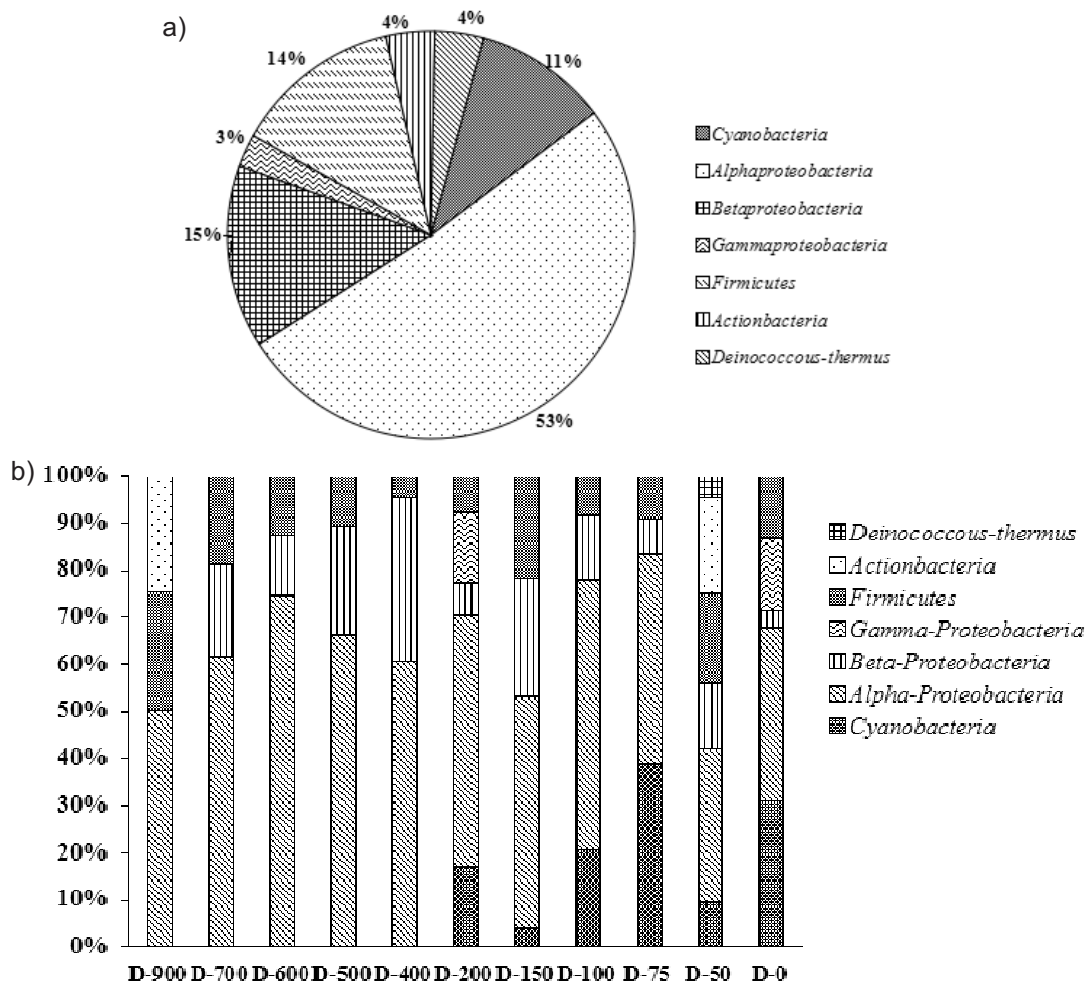 a)
4%
4%
11%
14%
3%
15%
53%
Cyanobacteria
Alphaproteobacteria
Betaproteobacteria
Gammaproteobacteria
Firmicutes
Actionbacteria
Deinococcous-thermus
b)
100%
90%
80%
70%
60%
50%
40%
30%
20%
10%
0%
D-900 D-700 D-600 D-500 D-400 D-200 D-150 D-100 D-75 D-50 D-0
Deinococcous-thermus
Actionbacteria
Firmicutes
Gamma-Proteobacteria
Beta-Proteobacteria
Alpha-Proteobacteria
Cyanobacteria